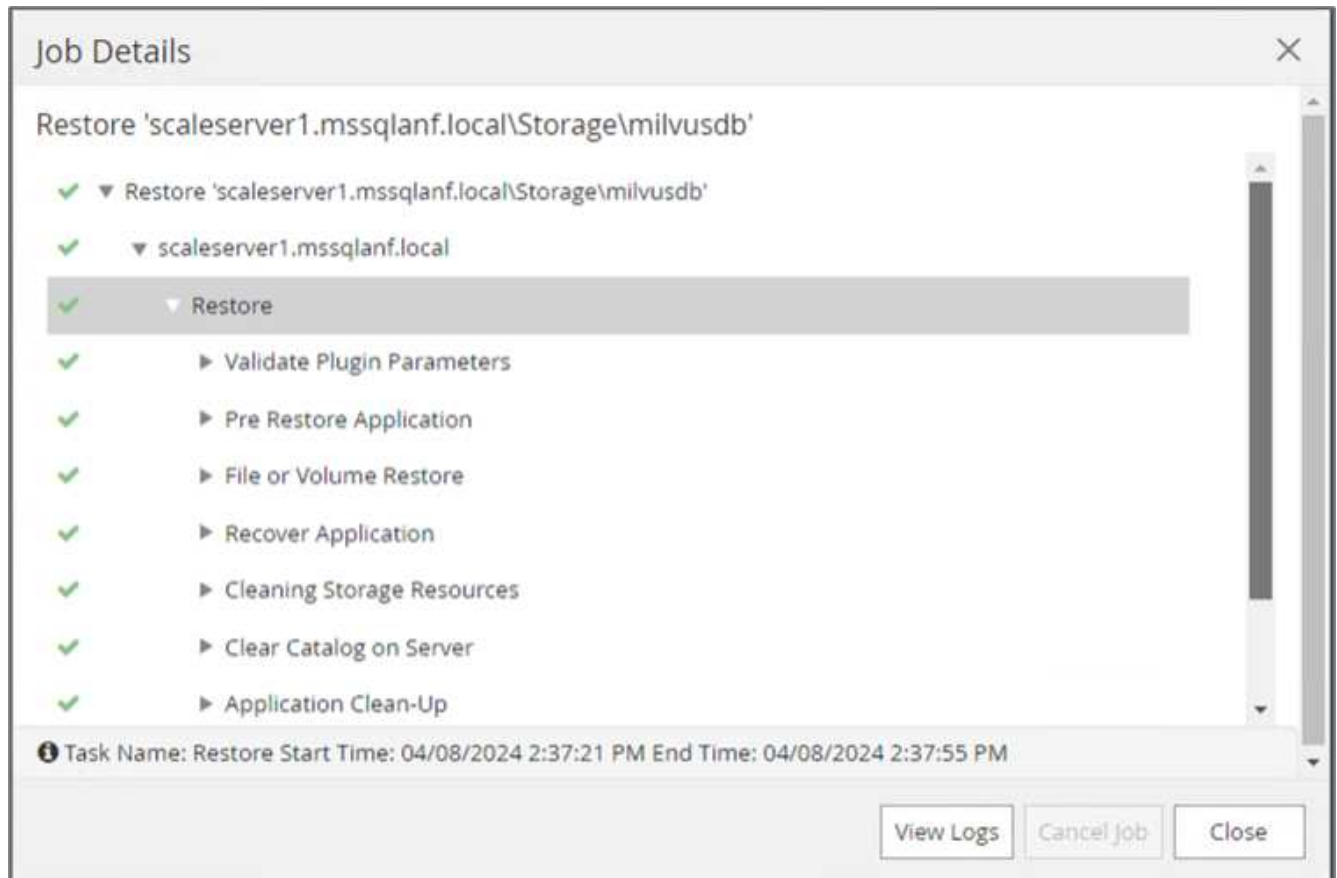 Job Details
Restore 'scaleserver1.mssqlanf.local\Storage\milvusdb'
Restore 'scaleserver1.mssqlanf.local\Storage\milvusdb'
scaleserver1.mssqlanf.local
Restore
Validate Plugin Parameters
Pre Restore Application
File or Volume Restore
Recover Application
Cleaning Storage Resources
Clear Catalog on Server
Application Clean-Up
Task Name: Restore Start Time: 04/08/2024 2:37:21 PM End Time: 04/08/2024 2:37:55 PM
View Logs Cancel Job Close